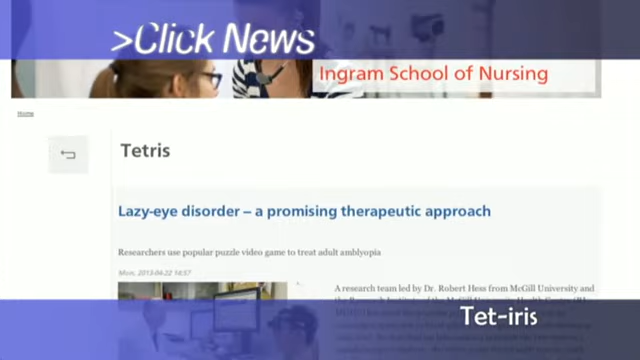 >Click News
Ingram School of Nursing
Home
Tetris
Lazy-eye disorder – a promising therapeutic approach
Researchers use popular puzzle video game to treat adult amblyopia
Mon, 2013-04-22 14:57
A research team led by Dr. Robert Hess from McGill University and
Tet-iris